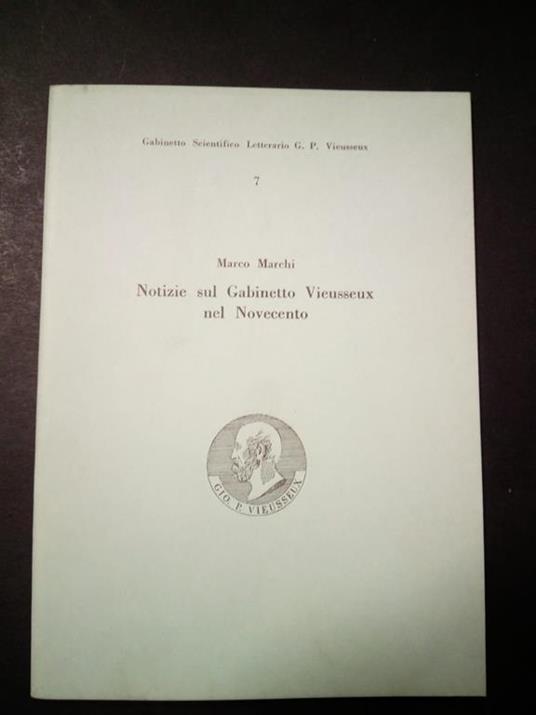 Gabinetto Scientifico Letterario G. P. Vieusseux
7
Marco Marchi
Notizie sul Gabinetto Vieusseux
nel Novecento
GIO. P. VIEUSSEUX